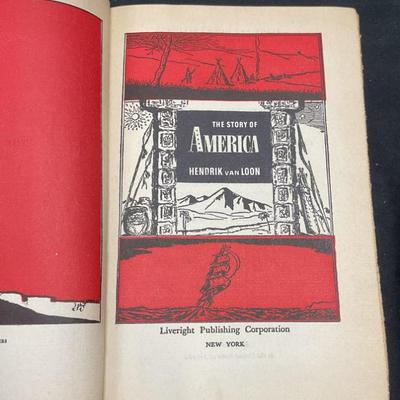 THE STORY OF
AMERICA
HENDRIK VAN LOON
Liveright Publishing Corporation
NEW YORK